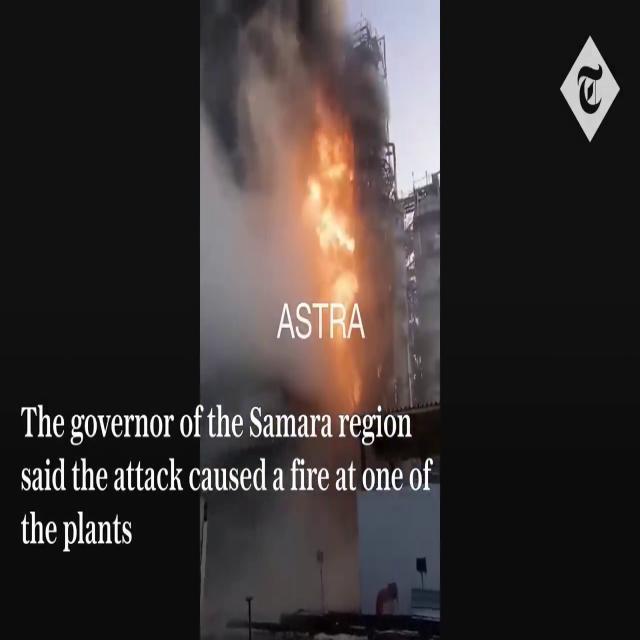 T
ASTRA
The governor of the Samara region
said the attack caused a fire at one of
the plants